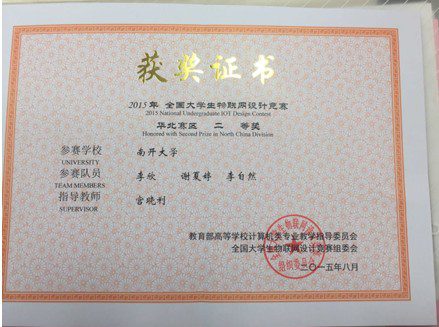 获奖证书
2015年 全国大学生物联网设计竞赛
2015 National Undergraduate IOT Design Contest
华北赛区 二 等奖
Honored with Second Prize in North China Division
参赛学校 南开大学
UNIVERSITY
参赛队员 李欣 谢夏婷 李自然
TEAM MEMBERS
指导教师 宫晓利
SUPERVISOR
教育部高等学校计算机类专业教学指导委员会
全国大学生物联网设计竞赛组委会
二〇一五年八月